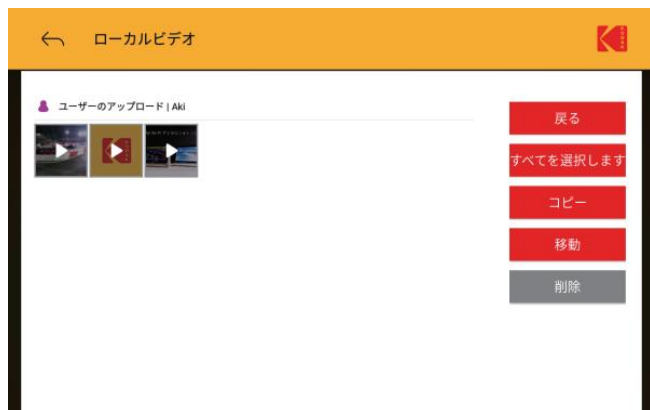 ローカルビデオ
ユーザーのアップロード | Aki
戻る
すべてを選択します
コピー
移動
削除